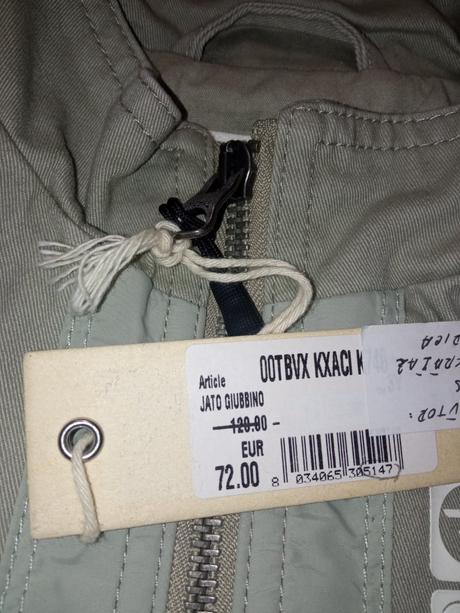 Article
00TBVX KXACI K
JATO GIUBBINO
120.00 -
EUR
72.00
8 034065 305147